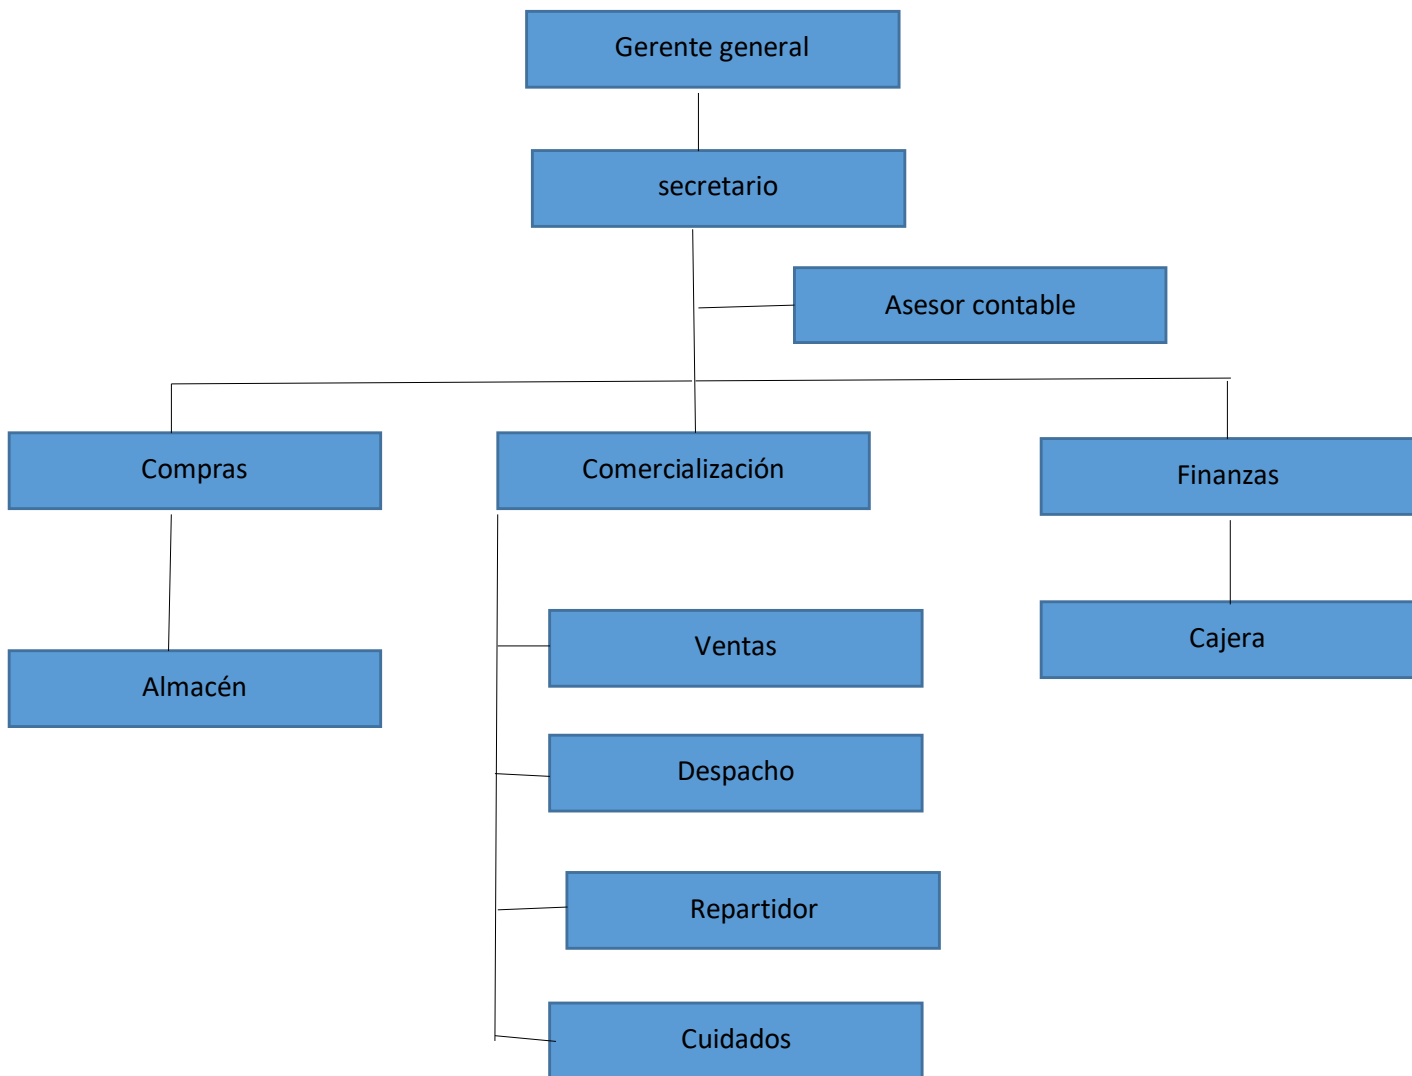 Gerente general
secretario
Asesor contable
Compras
Comercialización
Finanzas
Ventas
Cajera
Almacén
Despacho
Repartidor
Cuidados